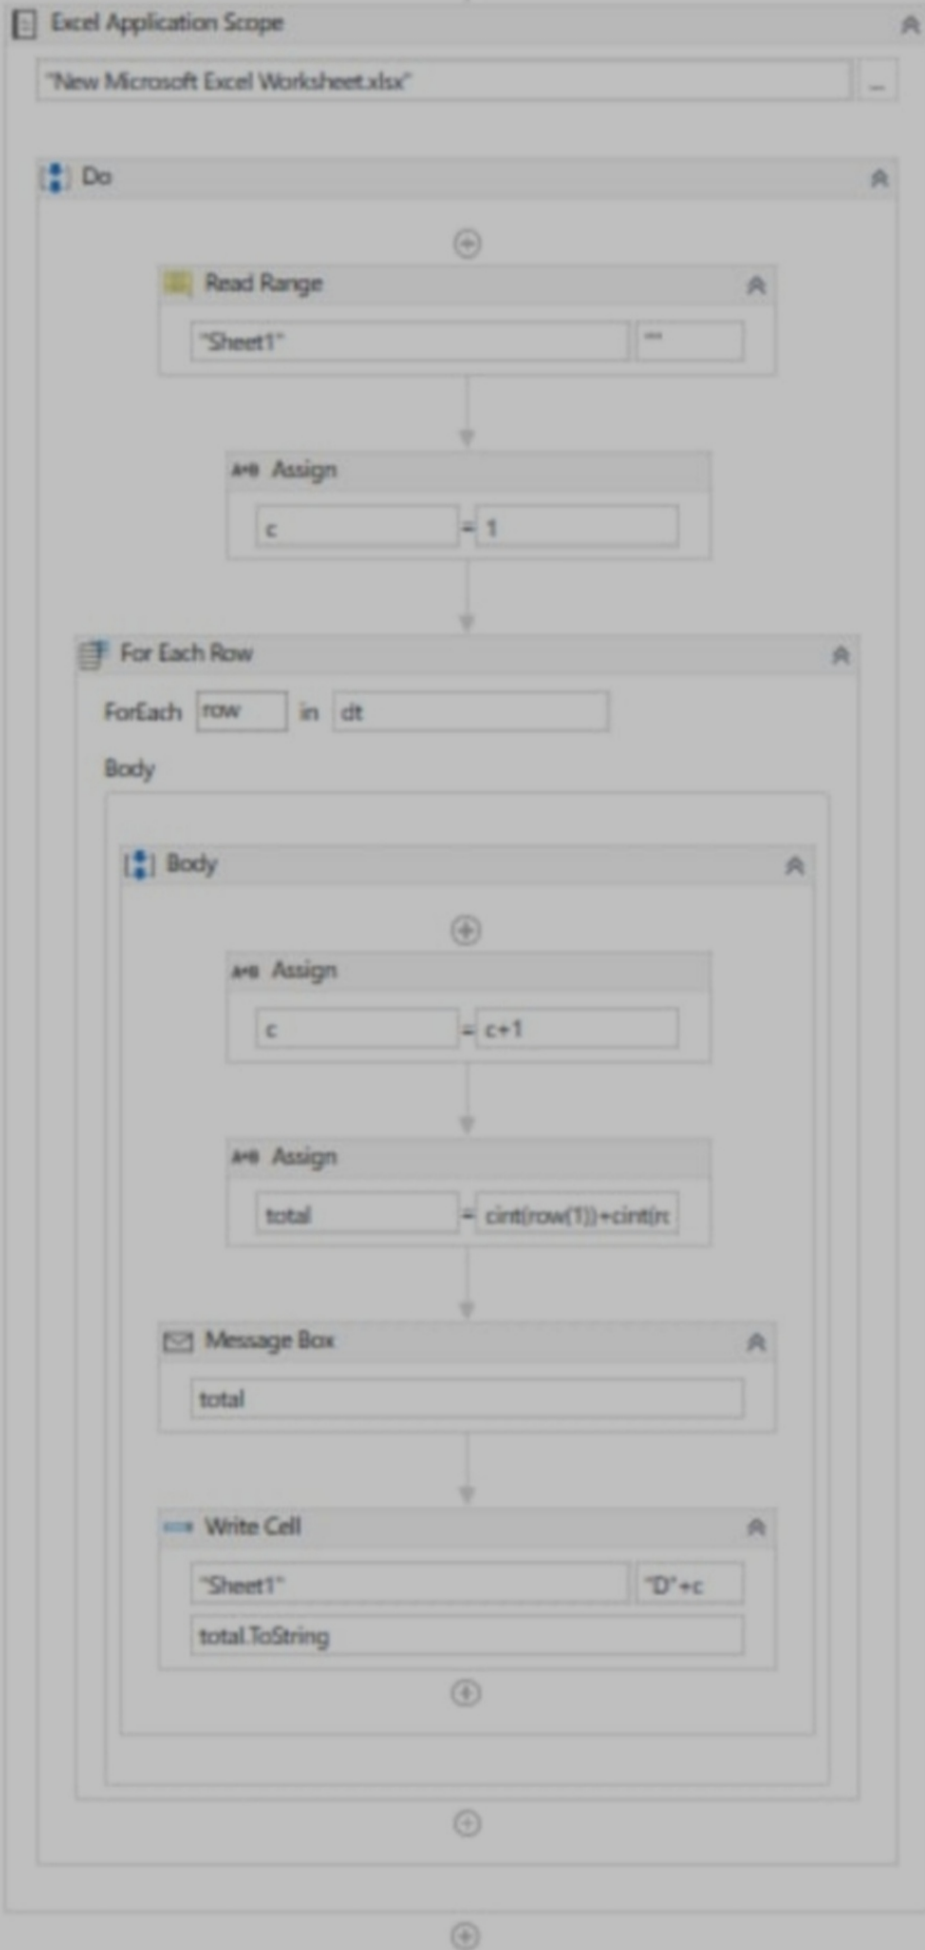 Excel Application Scope
"New Microsoft Excel Worksheet.xlsx"
...
Do
Read Range
"Sheet1" ""
A+B Assign
c = 1
For Each Row
ForEach row in dt
Body
Body
A+B Assign
c = c+1
A+B Assign
total = cint(row(1))+cint(rc
Message Box
total
Write Cell
"Sheet1" "D"+c
total.ToString